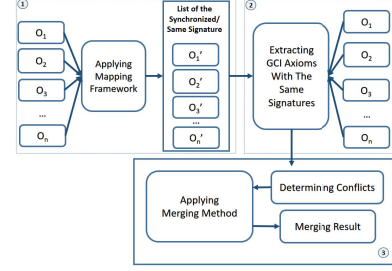 1
O1
O2
O3
...
On
Applying
Mapping
Framework
List of the
Synchronized/
Same Signature
O1'
O2'
O3'
...
On'
2
Extracting
GCI Axioms
With The
Same
Signatures
O1
O2
O3
...
On
Applying
Merging Method
Determining Conflicts
Merging Result
3